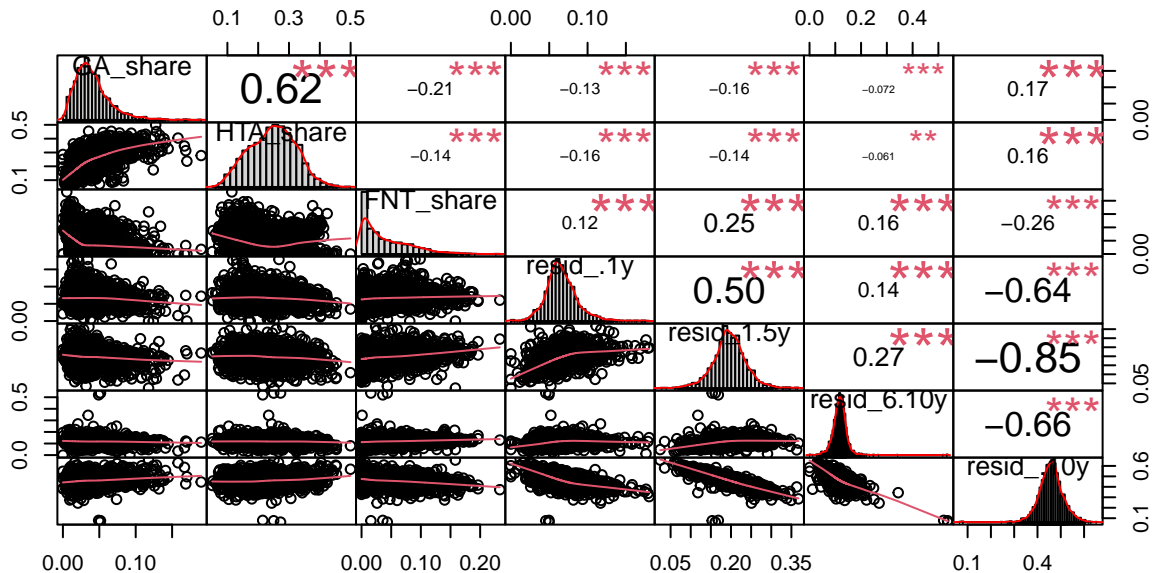 0.1 0.3 0.5 0.00 0.10 0.0 0.2 0.4
GA_share 0.62 *** −0.21 *** −0.13 *** −0.16 *** −0.072 *** 0.17 *** 0.00
0.5 0.1 HTA_share −0.14 *** −0.16 *** −0.14 *** −0.061 ** 0.16 ***
FNT_share 0.12 *** 0.25 *** 0.16 *** −0.26 *** 0.00
0.00 resid_.1y 0.50 *** 0.14 *** −0.64 ***
resid_1.5y 0.27 *** −0.85 *** 0.05
0.5 0.0 resid_6.10y −0.66 ***
0.6 0.1
0.00 0.10 0.00 0.10 0.20 0.05 0.20 0.35 0.1 0.4